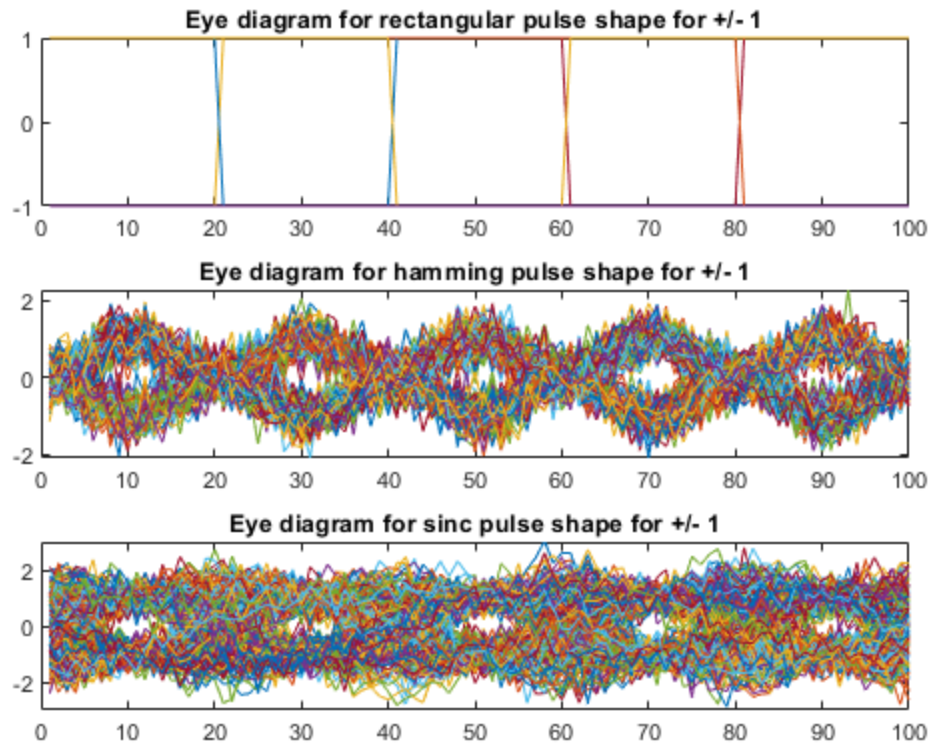 Eye diagram for rectangular pulse shape for +/- 1
1
0
-1
0 10 20 30 40 50 60 70 80 90 100
Eye diagram for hamming pulse shape for +/- 1
2
0
-2
0 10 20 30 40 50 60 70 80 90 100
Eye diagram for sinc pulse shape for +/- 1
2
0
-2
0 10 20 30 40 50 60 70 80 90 100